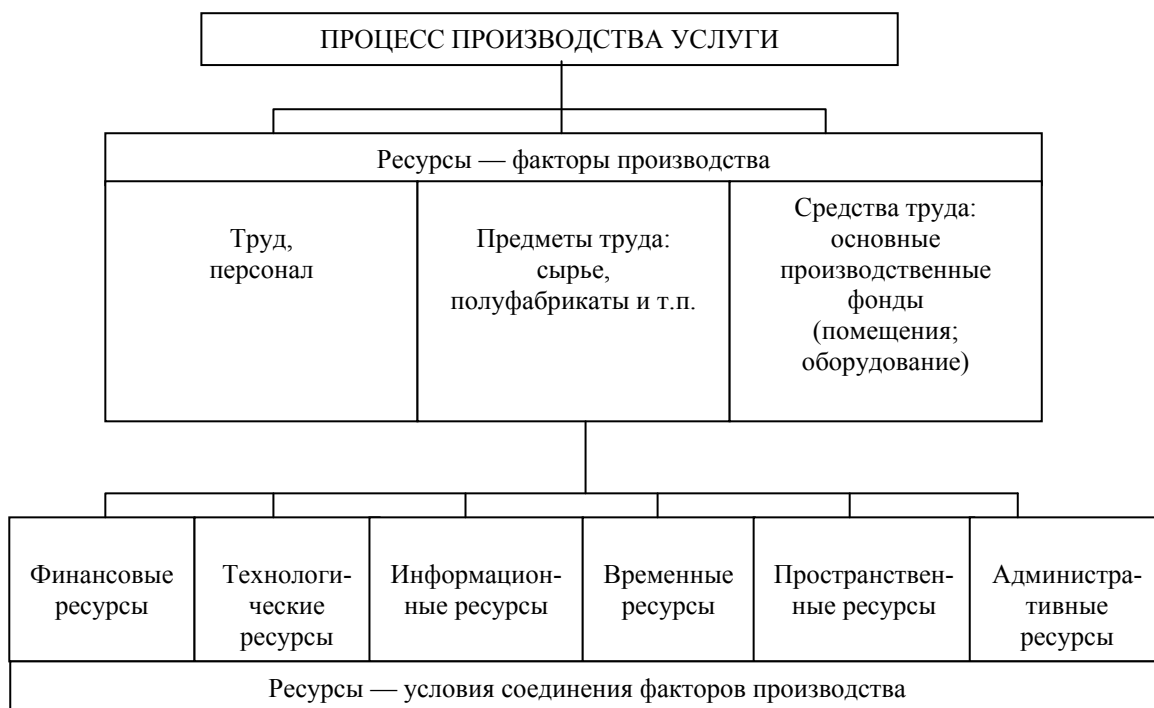 ПРОЦЕСС ПРОИЗВОДСТВА УСЛУГИ
Ресурсы — факторы производства
Труд,
персонал
Предметы труда:
сырье,
полуфабрикаты и т.п.
Средства труда:
основные
производственные
фонды
(помещения;
оборудование)
Финансовые
ресурсы
Технологи-
ческие
ресурсы
Информацион-
ные ресурсы
Временные
ресурсы
Пространствен-
ные ресурсы
Администра-
тивные
ресурсы
Ресурсы — условия соединения факторов производства